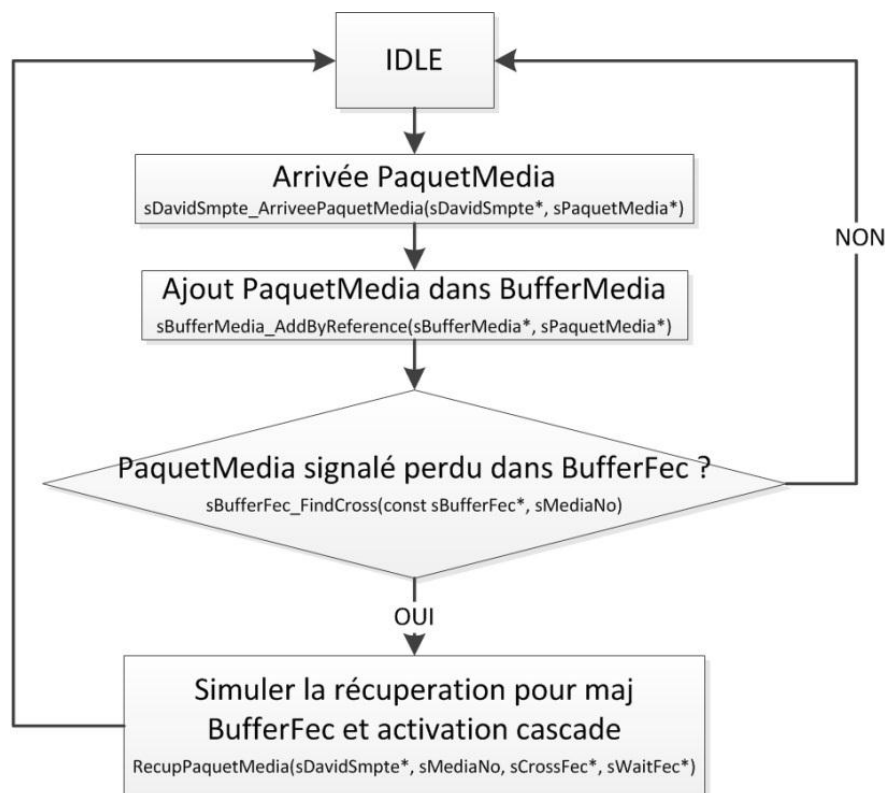 IDLE
Arrivée PaquetMedia
sDavidSmpte_ArriveePaquetMedia(sDavidSmpte*, sPaquetMedia*)
NON
Ajout PaquetMedia dans BufferMedia
sBufferMedia_AddByReference(sBufferMedia*, sPaquetMedia*)
PaquetMedia signalé perdu dans BufferFec ?
sBufferFec_FindCross(const sBufferFec*, sMediaNo)
OUI
Simuler la récuperation pour maj
BufferFec et activation cascade
RecupPaquetMedia(sDavidSmpte*, sMediaNo, sCrossFec*, sWaitFec*)